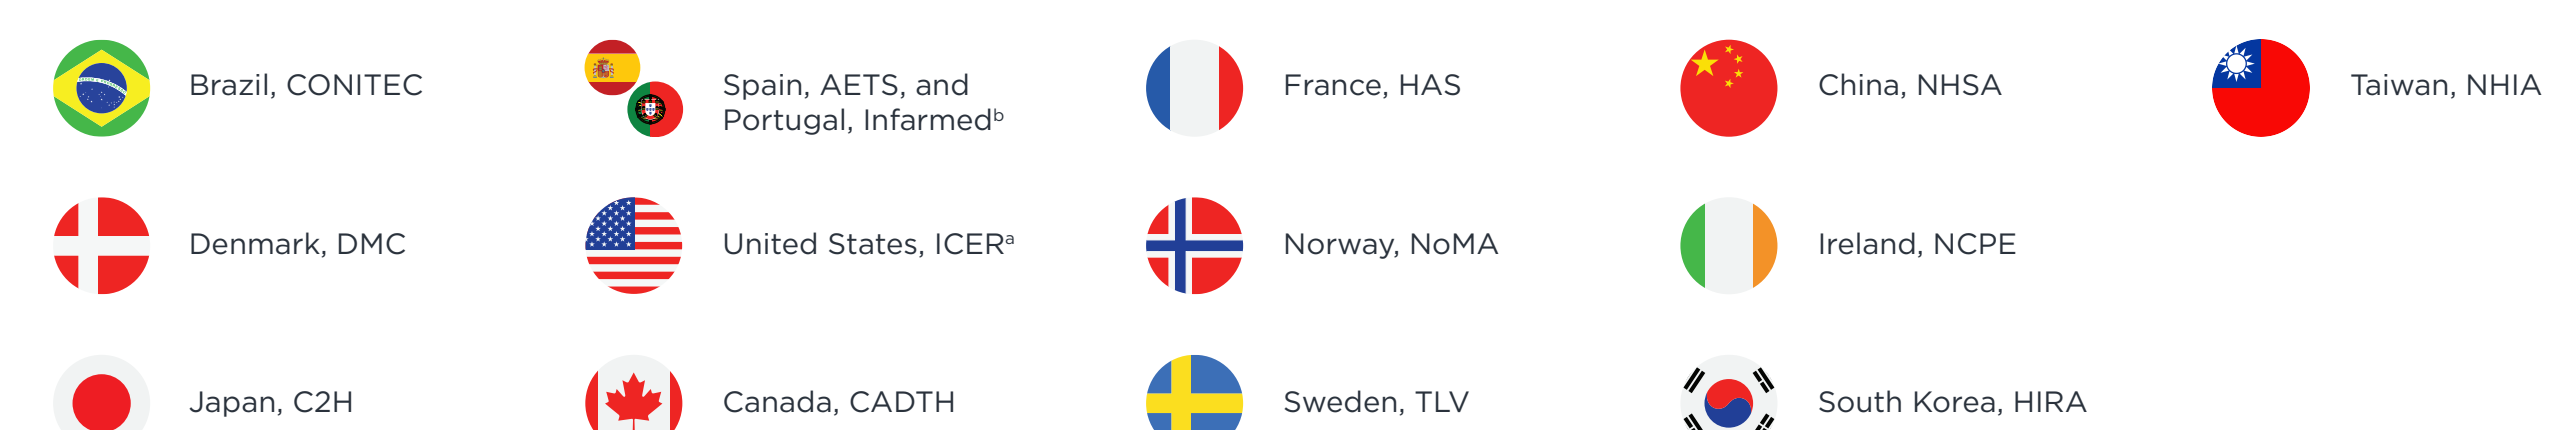 Brazil, CONITEC
Spain, AETS, and
Portugal, Infarmedᵇ
France, HAS
China, NHSA
Taiwan, NHIA
Denmark, DMC
United States, ICERᵃ
Norway, NoMA
Ireland, NCPE
Japan, C2H
Canada, CADTH
Sweden, TLV
South Korea, HIRA